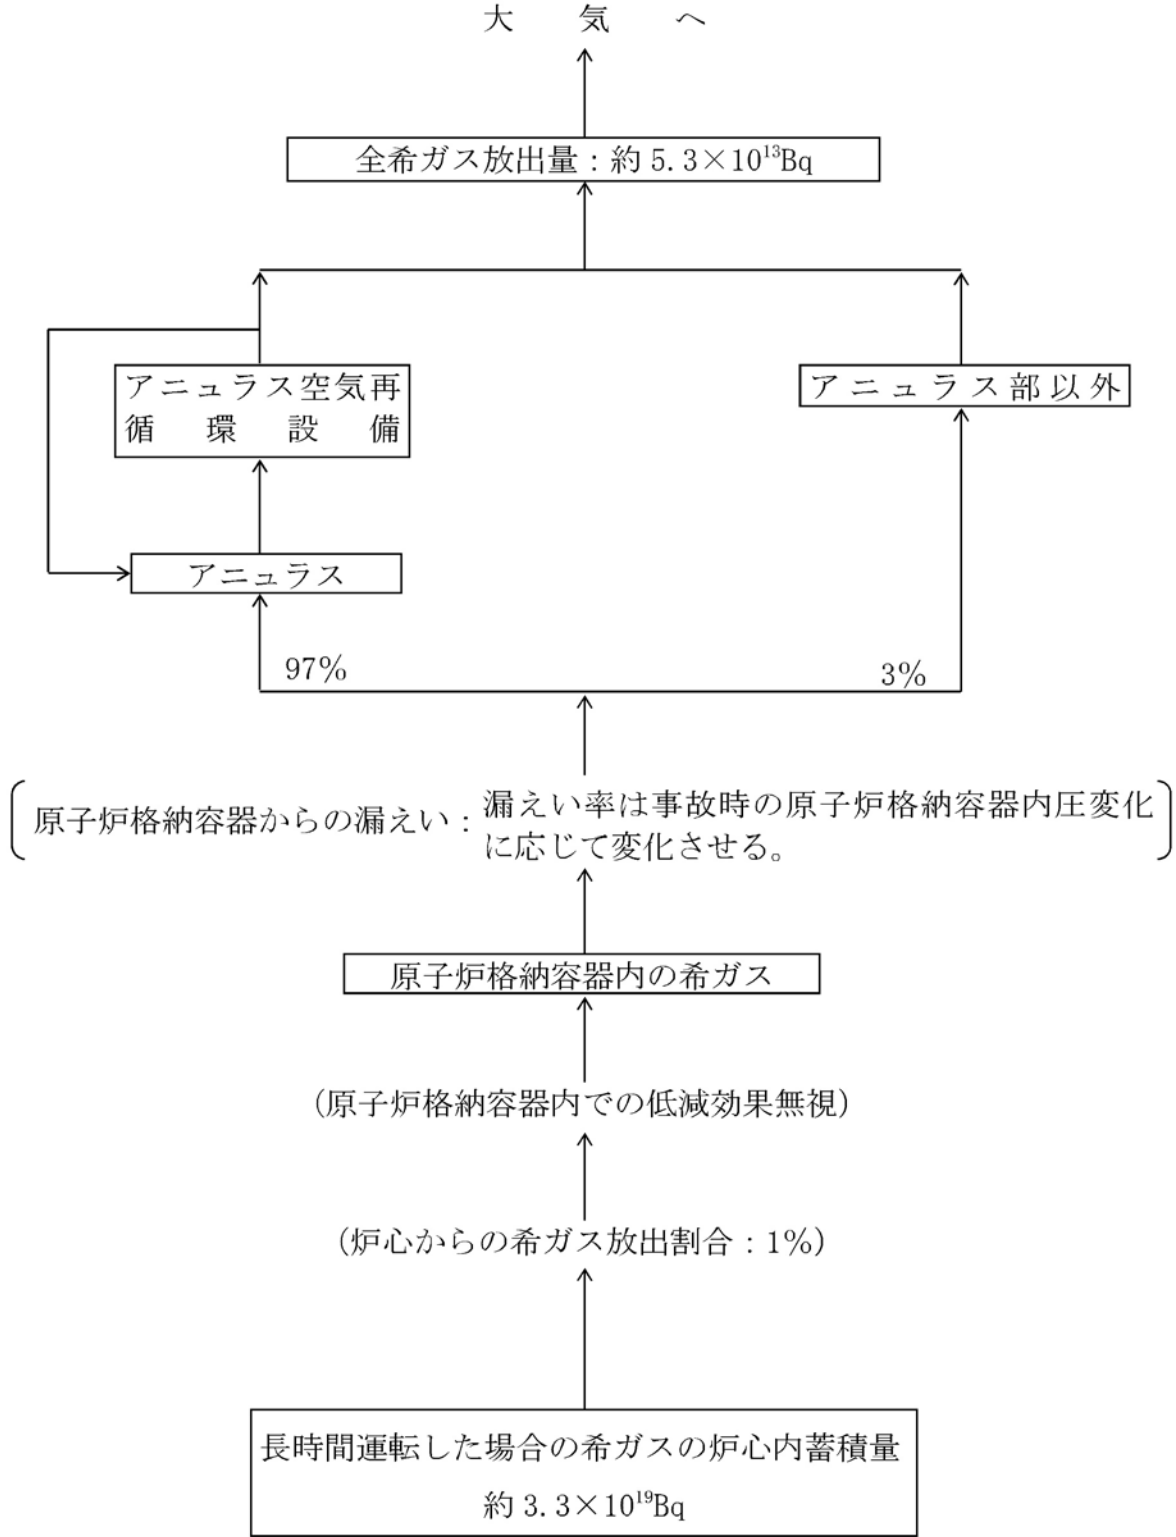 大気へ
全希ガス放出量：約 5.3×10¹³Bq
アニュラス空気再
循環設備
アニュラス部以外
アニュラス
97%
3%
原子炉格納容器からの漏えい：漏えい率は事故時の原子炉格納容器内圧変化
に応じて変化させる。
原子炉格納容器内の希ガス
(原子炉格納容器内での低減効果無視)
(炉心からの希ガス放出割合：1%)
長時間運転した場合の希ガスの炉心内蓄積量
約 3.3×10¹⁹Bq